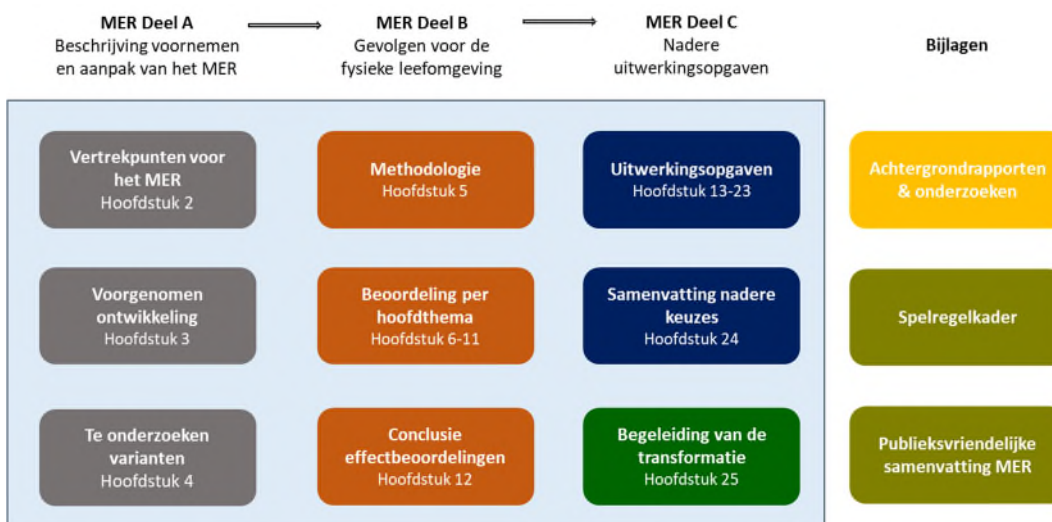 MER Deel A
Beschrijving voornemen
en aanpak van het MER
MER Deel B
Gevolgen voor de
fysieke leefomgeving
MER Deel C
Nadere
uitwerkingsopgaven
Bijlagen
Vertrekpunten voor
het MER
Hoofdstuk 2
Methodologie
Hoofdstuk 5
Uitwerkingsopgaven
Hoofdstuk 13-23
Achtergrondrapporten
& onderzoeken
Voorgenomen
ontwikkeling
Hoofdstuk 3
Beoordeling per
hoofdthema
Hoofdstuk 6-11
Samenvatting nadere
keuzes
Hoofdstuk 24
Spelregelkader
Te onderzoeken
varianten
Hoofdstuk 4
Conclusie
effectbeoordelingen
Hoofdstuk 12
Begeleiding van de
transformatie
Hoofdstuk 25
Publieksvriendelijke
samenvatting MER